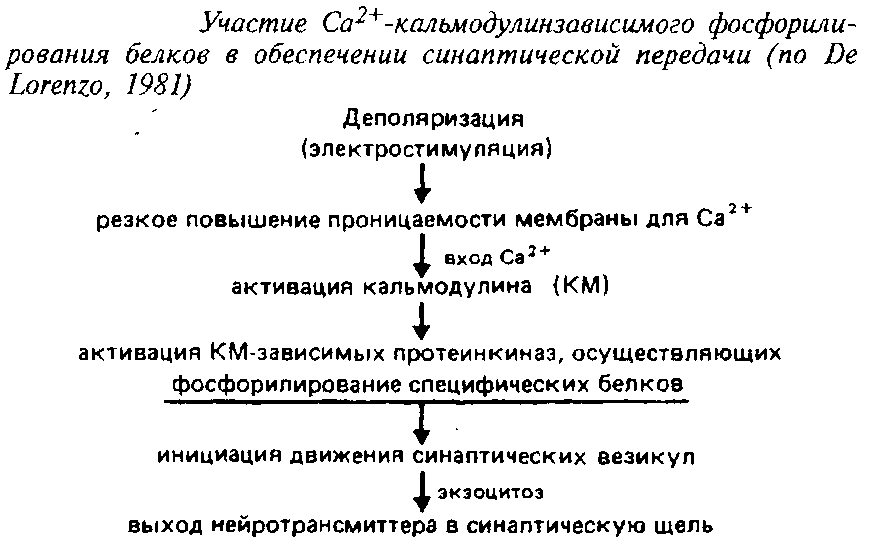 Участие Ca²⁺-кальмодулинзависимого фосфорили-
рования белков в обеспечении синаптической передачи (по De
Lorenzo, 1981)
Деполяризация
(электростимуляция)
резкое повышение проницаемости мембраны для Ca²⁺
вход Ca²⁺
активация кальмодулина (КМ)
активация КМ-зависимых протеинкиназ, осуществляющих
фосфорилирование специфических белков
инициация движения синаптических везикул
экзоцитоз
выход нейротрансмиттера в синаптическую щель